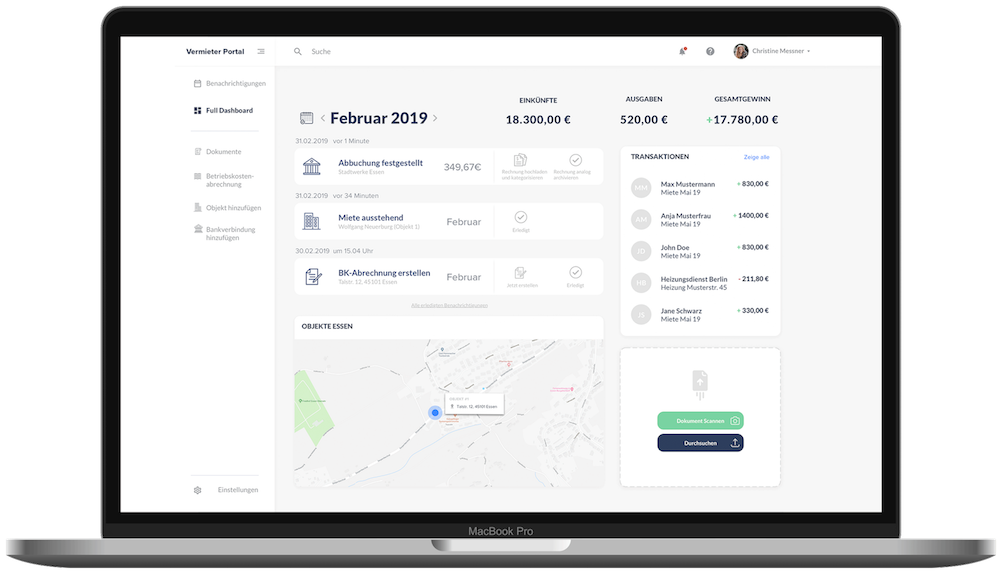 Vermieter Portal
Suche
Christine Messner
Benachrichtigungen
Full Dashboard
Dokumente
Betriebskosten-
abrechnung
Objekt hinzufügen
Bankverbindung
hinzufügen
Einstellungen
Februar 2019
EINKÜNFTE
18.300,00 €
AUSGABEN
520,00 €
GESAMTGEWINN
+17.780,00 €
31.02.2019 vor 1 Minute
Abbuchung festgestellt
Stadtwerke Essen
349,67€
Rechnung hochladen
und kategorisieren
Rechnung analog
archivieren
31.02.2019 vor 34 Minuten
Miete ausstehend
Wolfgang Neuerburg (Objekt 1)
Februar
Erledigt
30.02.2019 um 15.04 Uhr
BK-Abrechnung erstellen
Talstr. 12, 45101 Essen
Februar
Jetzt erstellen
Erledigt
Alle erledigten Benachrichtigungen
OBJEKTE ESSEN
Talstr. 12, 45101 Essen
TRANSAKTIONEN
Zeige alle
MM
Max Mustermann
Miete Mai 19
+ 830,00 €
AM
Anja Musterfrau
Miete Mai 19
+ 1400,00 €
JD
John Doe
Miete Mai 19
+ 830,00 €
HB
Heizungsdienst Berlin
Heizung Musterstr. 45
- 211,80 €
JS
Jane Schwarz
Miete Mai 19
+ 330,00 €
Dokument Scannen
Durchsuchen
MacBook Pro